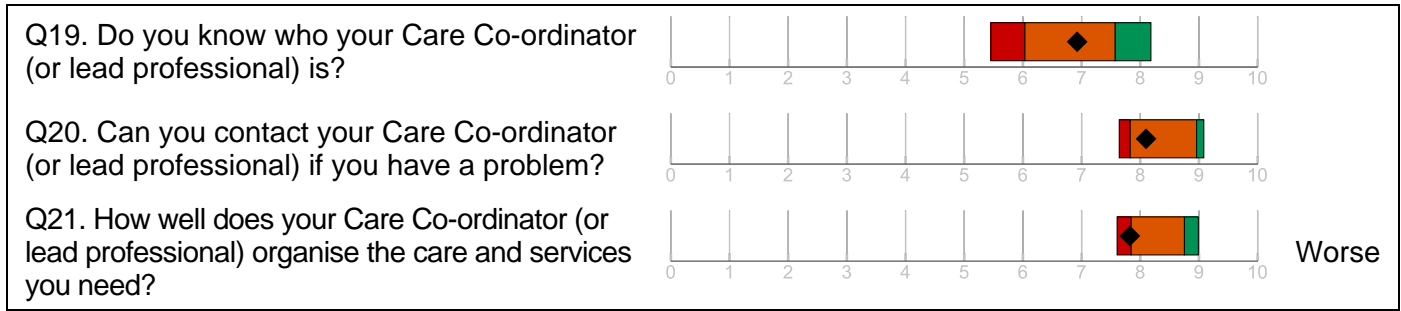 Q19. Do you know who your Care Co-ordinator
(or lead professional) is?
0 1 2 3 4 5 6 7 8 9 10
Q20. Can you contact your Care Co-ordinator
(or lead professional) if you have a problem?
0 1 2 3 4 5 6 7 8 9 10
Q21. How well does your Care Co-ordinator (or
lead professional) organise the care and services
you need?
0 1 2 3 4 5 6 7 8 9 10
Worse